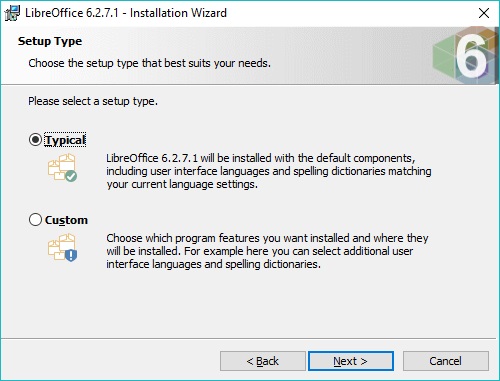 LibreOffice 6.2.7.1 - Installation Wizard
Setup Type
Choose the setup type that best suits your needs.
6
Please select a setup type.
Typical
LibreOffice 6.2.7.1 will be installed with the default components,
including user interface languages and spelling dictionaries matching
your current language settings.
Custom
Choose which program features you want installed and where they
will be installed. For example here you can select additional user
interface languages and spelling dictionaries.
< Back
Next >
Cancel